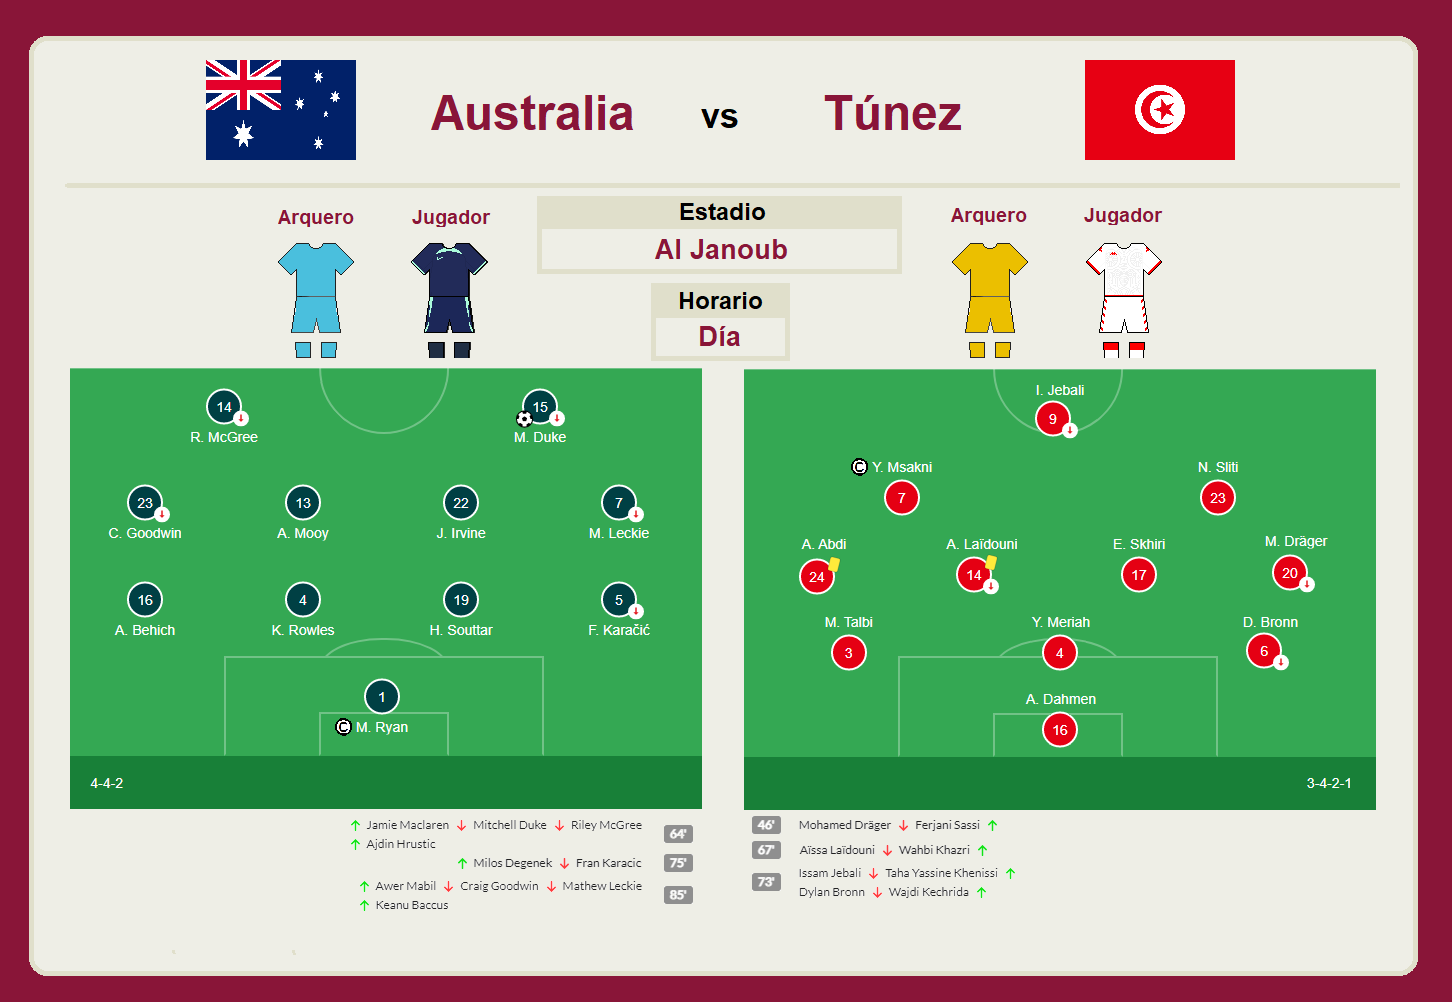 Australia vs Túnez
Arquero Jugador
Estadio
Al Janoub
Horario
Día
Arquero Jugador
14 15
R. McGree M. Duke
23 13 22 7
C. Goodwin A. Mooy J. Irvine M. Leckie
16 4 19 5
A. Behich K. Rowles H. Souttar F. Karačić
1
© M. Ryan
4-4-2
I. Jebali
9
© Y. Msakni N. Sliti
7 23
A. Abdi A. Laïdouni E. Skhiri M. Dräger
24 14 17 20
M. Talbi Y. Meriah D. Bronn
3 4 6
A. Dahmen
16
3-4-2-1
↑ Jamie Maclaren ↓ Mitchell Duke ↓ Riley McGree 64'
↑ Ajdin Hrustic
↑ Milos Degenek ↓ Fran Karacic 75'
↑ Awer Mabil ↓ Craig Goodwin ↓ Mathew Leckie 85'
↑ Keanu Baccus
46' Mohamed Dräger ↓ Ferjani Sassi ↑
67' Aïssa Laïdouni ↓ Wahbi Khazri ↑
73' Issam Jebali ↓ Taha Yassine Khenissi ↑
Dylan Bronn ↓ Wajdi Kechrida ↑